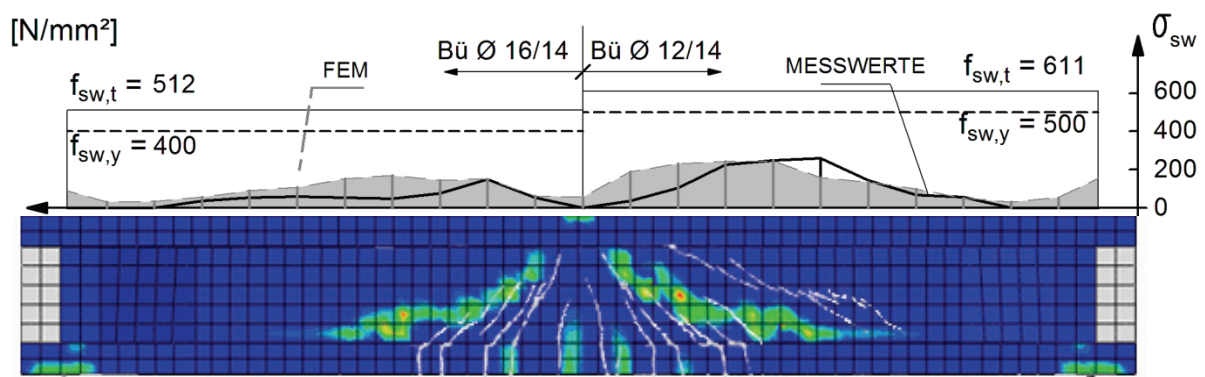 [N/mm²]
σsw
Bü Ø 16/14
Bü Ø 12/14
FEM
MESSWERTE
fsw,t = 512
fsw,t = 611
600
fsw,y = 400
fsw,y = 500
400
200
0